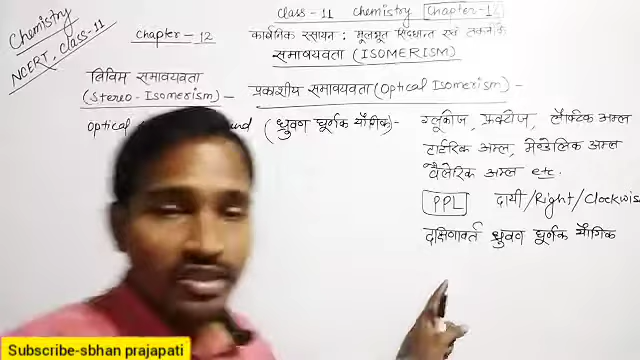 Chemistry
NCERT, class-11
Class-11 Chemistry Chapter-12
Chapter-12 कार्बनिक रसायन : मूलभूत सिद्धान्त एवं तकनीकें
समावयवता (ISOMERISM)
त्रिविम समावयवता
(Stereo-Isomerism)- प्रकाशीय समावयवता (Optical Isomerism)-
Optical (ध्रुवण घूर्णक यौगिक)-
ग्लूकोज, फ्रक्टोज, लैक्टिक अम्ल
टार्टरिक अम्ल, मेण्डेलिक अम्ल
वैलेरिक अम्ल etc.
PPL दायी/Right/Clockwis
दक्षिणावर्त ध्रुवण घूर्णक यौगिक
Subscribe-sbhan prajapati